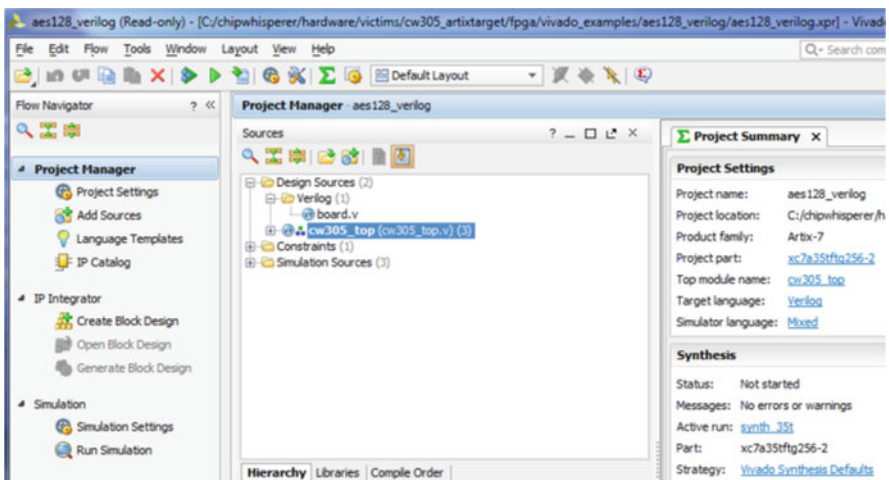 aes128_verilog (Read-only) - [C:/chipwhisperer/hardware/victims/cw305_artixtarget/fpga/vivado_examples/aes128_verilog/aes128_verilog.xpr] - Vivad
File Edit Flow Tools Window Layout View Help
Q- Search com
Default Layout
Flow Navigator ? «
Project Manager
Project Settings
Add Sources
Language Templates
IP Catalog
IP Integrator
Create Block Design
Open Block Design
Generate Block Design
Simulation
Simulation Settings
Run Simulation
Project Manager - aes128_verilog
Sources ? _ □ ×
Design Sources (2)
Verilog (1)
board.v
cw305_top (cw305_top.v) (3)
Constraints (1)
Simulation Sources (3)
Hierarchy Libraries Compile Order
Σ Project Summary ×
Project Settings
Project name: aes128_verilog
Project location: C:/chipwhisperer/h
Product family: Artix-7
Project part: xc7a35tftg256-2
Top module name: cw305_top
Target language: Verilog
Simulator language: Mixed
Synthesis
Status: Not started
Messages: No errors or warnings
Active run: synth_35t
Part: xc7a35tftg256-2
Strategy: Vivado Synthesis Defaults